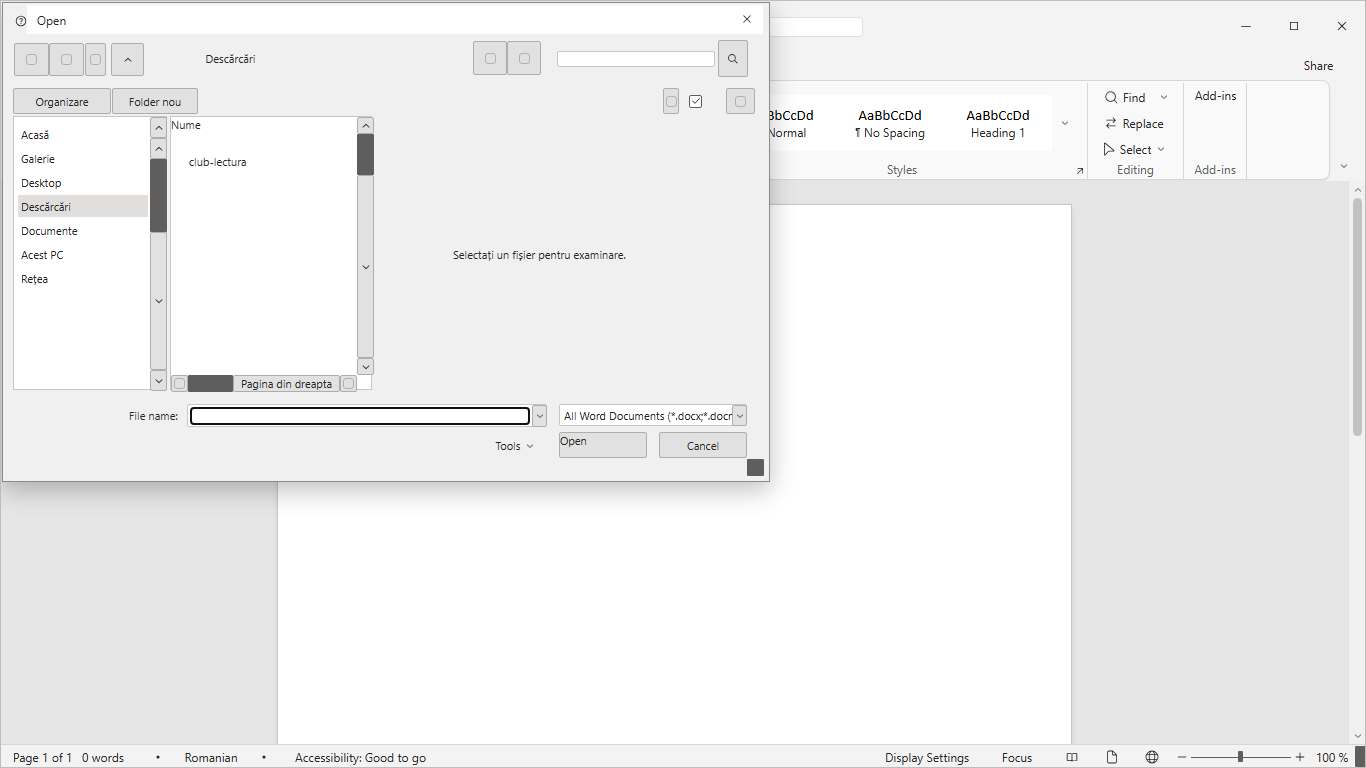 Open
Descărcări
Share
Organizare
Folder nou
Acasă
Galerie
Desktop
Descărcări
Documente
Acest PC
Rețea
Nume
club-lectura
Selectați un fișier pentru examinare.
Pagina din dreapta
File name:
All Word Documents (*.docx;*.docm
Tools
Open
Cancel
AaBbCcDd
Normal
AaBbCcDd
¶ No Spacing
AaBbCcDd
Heading 1
Styles
Find
Replace
Select
Editing
Add-ins
Add-ins
Page 1 of 1
0 words
Romanian
Accessibility: Good to go
Display Settings
Focus
100 %